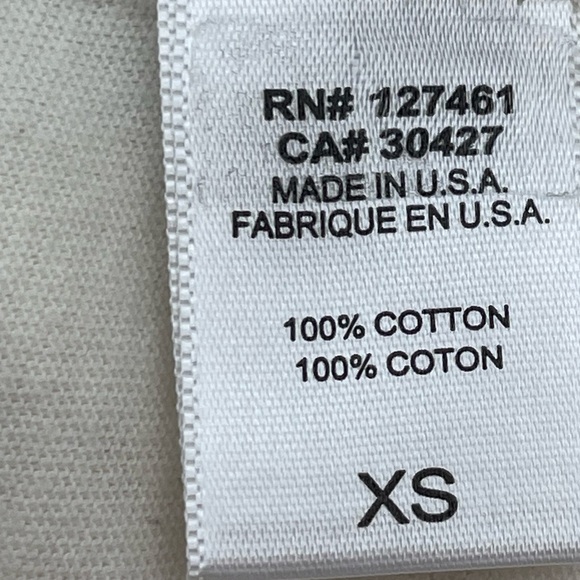 RN# 127461
CA# 30427
MADE IN U.S.A.
FABRIQUE EN U.S.A.
100% COTTON
100% COTON
XS